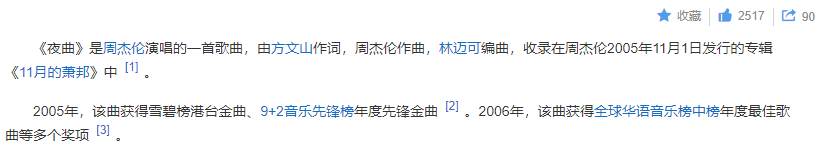 收藏 2517 90
《夜曲》是周杰伦演唱的一首歌曲，由方文山作词，周杰伦作曲，林迈可编曲，收录在周杰伦2005年11月1日发行的专辑
《11月的萧邦》中 [1] 。
2005年，该曲获得雪碧榜港台金曲、9+2音乐先锋榜年度先锋金曲 [2] 。2006年，该曲获得全球华语音乐榜中榜年度最佳歌
曲等多个奖项 [3] 。